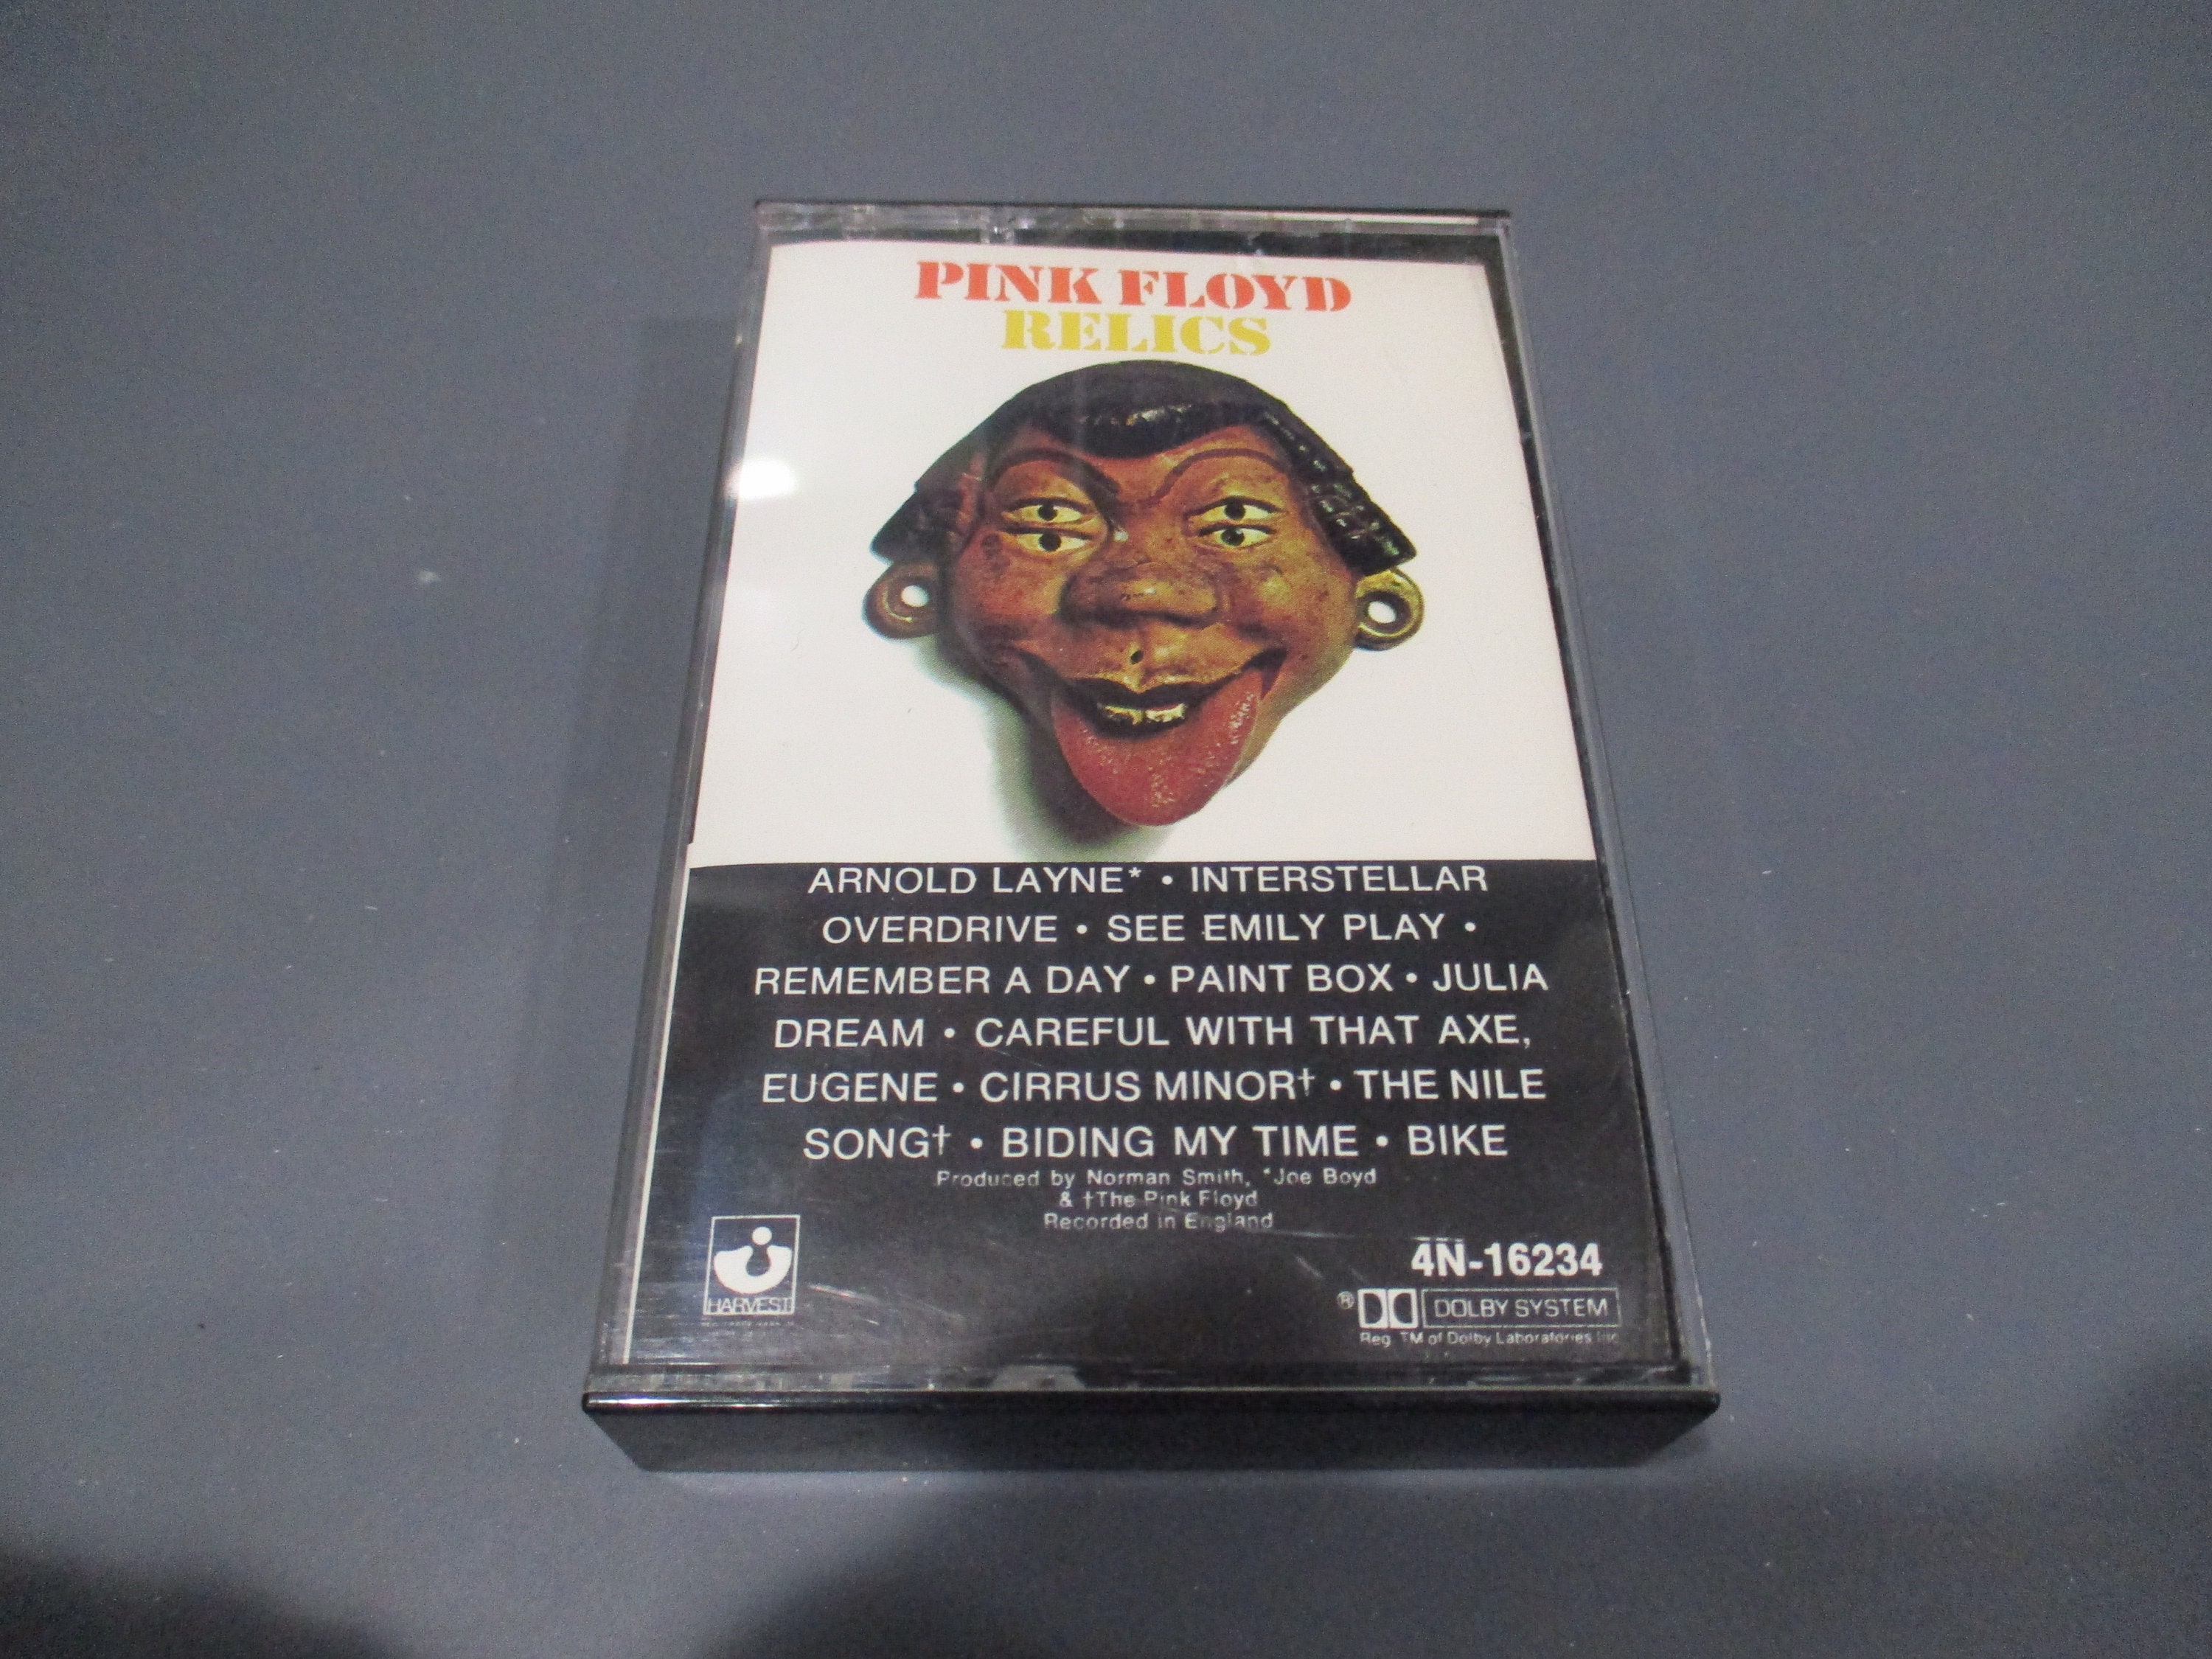 PINK FLOYD
RELICS
ARNOLD LAYNE* • INTERSTELLAR
OVERDRIVE • SEE EMILY PLAY •
REMEMBER A DAY • PAINT BOX • JULIA
DREAM • CAREFUL WITH THAT AXE,
EUGENE • CIRRUS MINOR† • THE NILE
SONG† • BIDING MY TIME • BIKE
Produced by Norman Smith, *Joe Boyd
& †The Pink Floyd
Recorded in England
HARVEST
4N-16234
® DOLBY SYSTEM
Reg. TM of Dolby Laboratories Inc